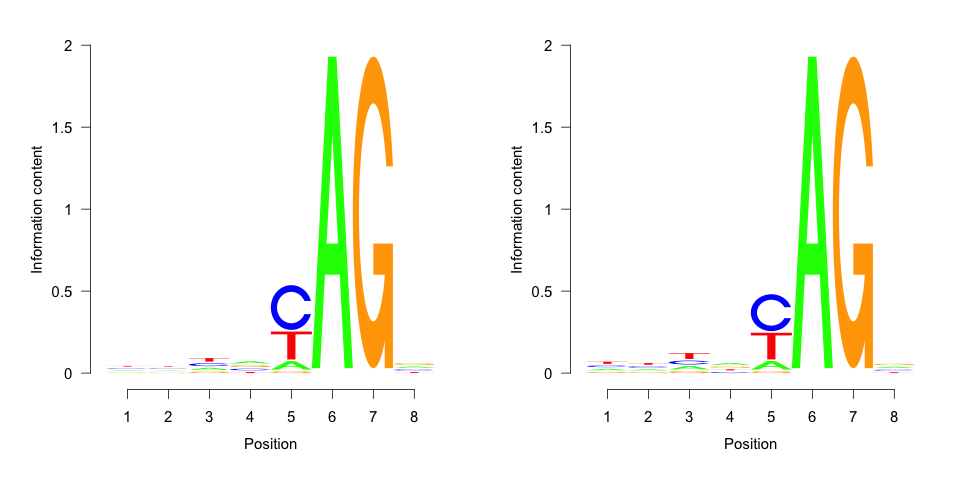 2
1.5
1
0.5
0
Information content
C
T
A
A
G
1 2 3 4 5 6 7 8
Position
2
1.5
1
0.5
0
Information content
T
C
T
A
A
G
1 2 3 4 5 6 7 8
Position